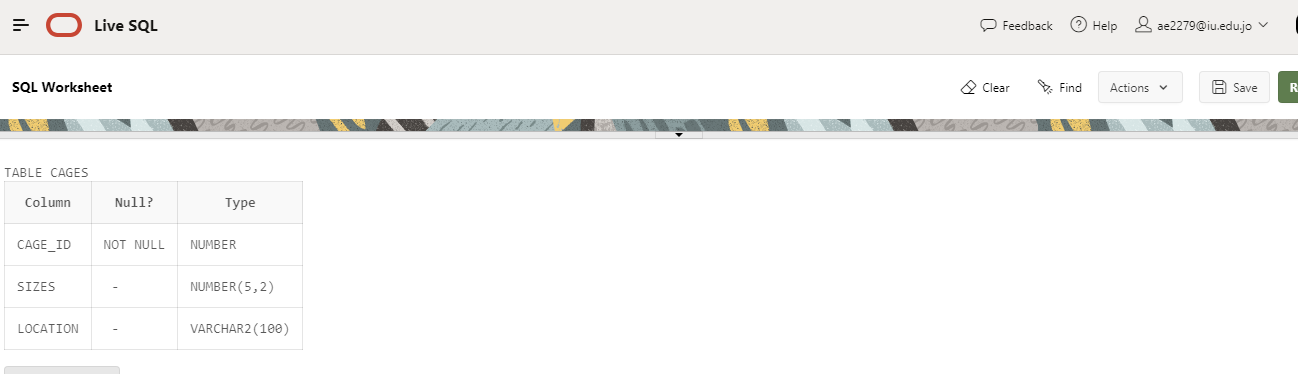 Live SQL
Feedback Help ae2279@iu.edu.jo
SQL Worksheet
Clear Find Actions Save R
TABLE CAGES
Column Null? Type
CAGE_ID NOT NULL NUMBER
SIZES - NUMBER(5,2)
LOCATION - VARCHAR2(100)